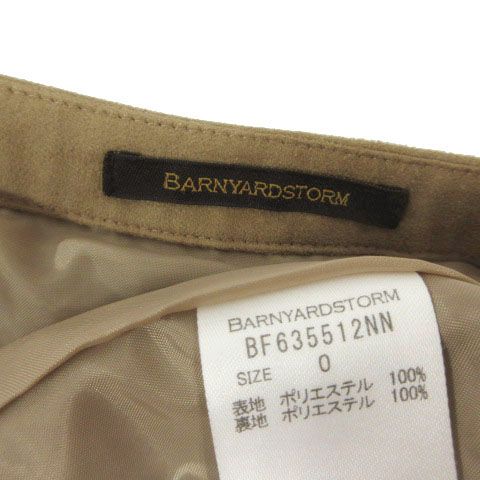 BARNYARDSTORM
BARNYARDSTORM
BF635512NN
SIZE 0
表地 ポリエステル 100%
裏地 ポリエステル 100%